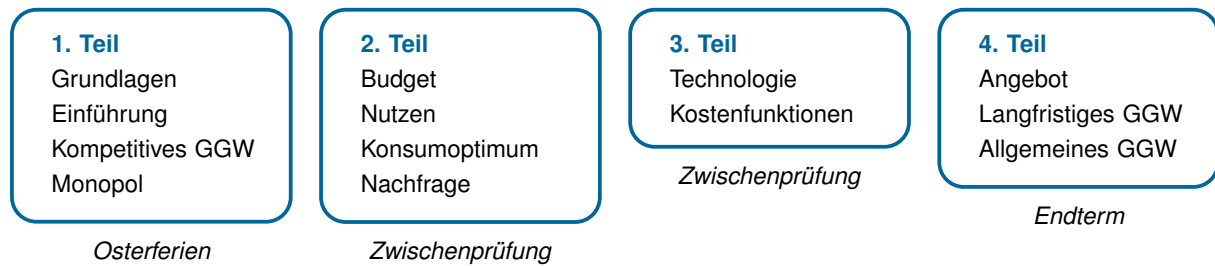 1. Teil
Grundlagen
Einführung
Kompetitives GGW
Monopol
Osterferien
2. Teil
Budget
Nutzen
Konsumoptimum
Nachfrage
Zwischenprüfung
3. Teil
Technologie
Kostenfunktionen
Zwischenprüfung
4. Teil
Angebot
Langfristiges GGW
Allgemeines GGW
Endterm